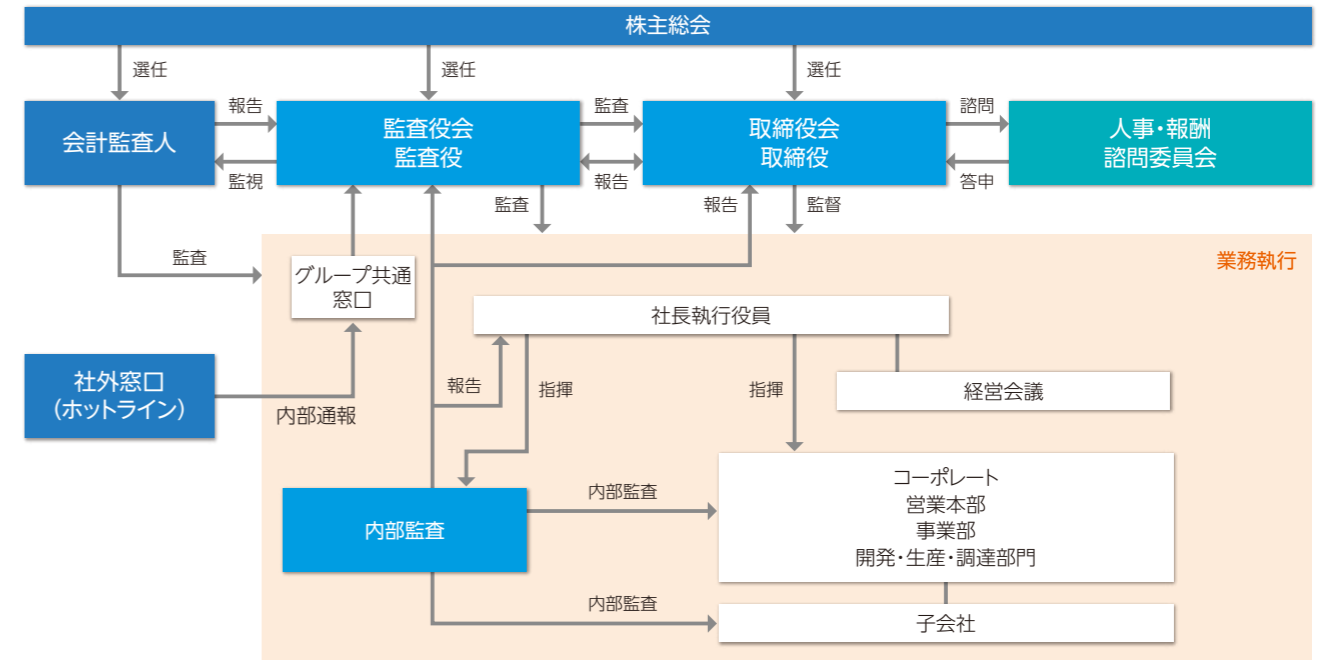 株主総会
選任
選任
選任
会計監査人
報告
監視
監査役会
監査役
監査
報告
取締役会
取締役
諮問
答申
人事・報酬
諮問委員会
監査
報告
監督
監査
業務執行
グループ共通
窓口
社長執行役員
社外窓口
(ホットライン)
内部通報
報告
指揮
指揮
経営会議
コーポレート
営業本部
事業部
開発・生産・調達部門
内部監査
内部監査
内部監査
子会社